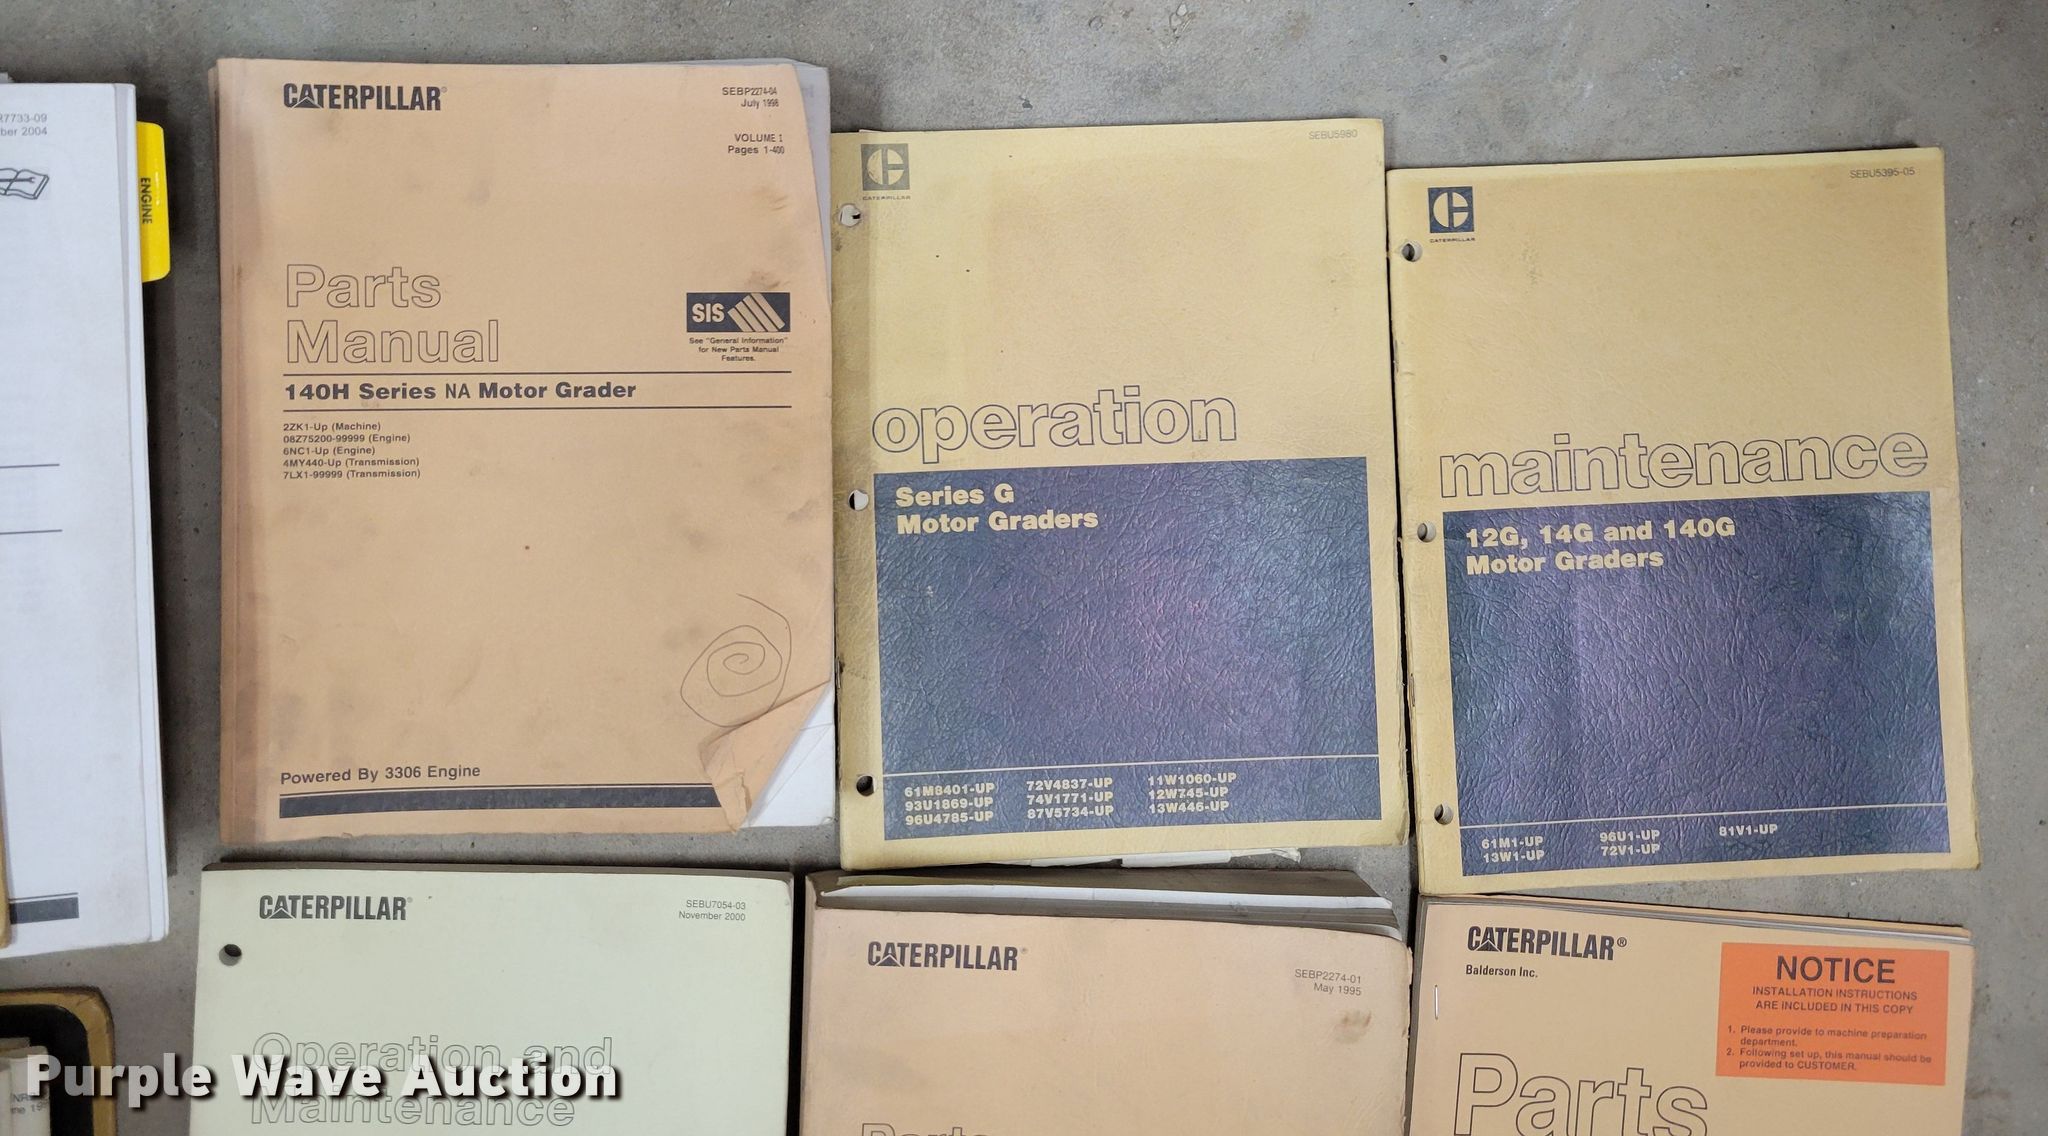 27733-09
ber 2004
ENGINE
CATERPILLAR®
SEBP2274-04
July 1998
VOLUME I
Pages 1-400
Parts
Manual
SIS
See "General Information"
for New Parts Manual
Features.
140H Series NA Motor Grader
2ZK1-Up (Machine)
08Z75200-99999 (Engine)
6NC1-Up (Engine)
4MY440-Up (Transmission)
7LX1-99999 (Transmission)
Powered By 3306 Engine
SEBU5980
CATERPILLAR
operation
Series G
Motor Graders
61M8401-UP 72V4837-UP 11W1060-UP
93U1869-UP 74V1771-UP 12W745-UP
96U4785-UP 87V5734-UP 13W446-UP
SEBU5395-05
CATERPILLAR
maintenance
12G, 14G and 140G
Motor Graders
61M1-UP 96U1-UP 81V1-UP
13W1-UP 72V1-UP
CATERPILLAR®
SEBU7054-03
November 2000
Operation and
Maintenance
CATERPILLAR®
SEBP2274-01
May 1995
Parts
CATERPILLAR®
Balderson Inc.
NOTICE
INSTALLATION INSTRUCTIONS
ARE INCLUDED IN THIS COPY
1. Please provide to machine preparation
department.
2. Following set up, this manual should be
provided to CUSTOMER.
Parts
Purple Wave Auction